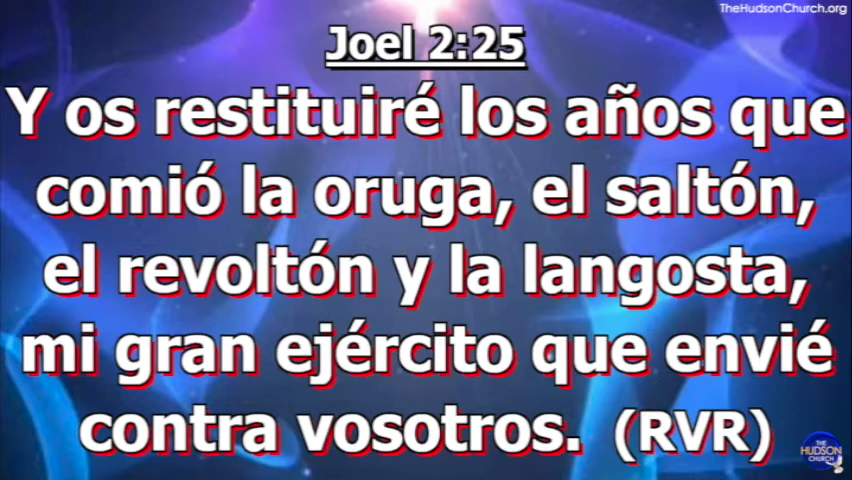 TheHudsonChurch.org
Joel 2:25
Y os restituiré los años que
comió la oruga, el saltón,
el revoltón y la langosta,
mi gran ejército que envié
contra vosotros. (RVR)
THE
HUDSON
CHURCH